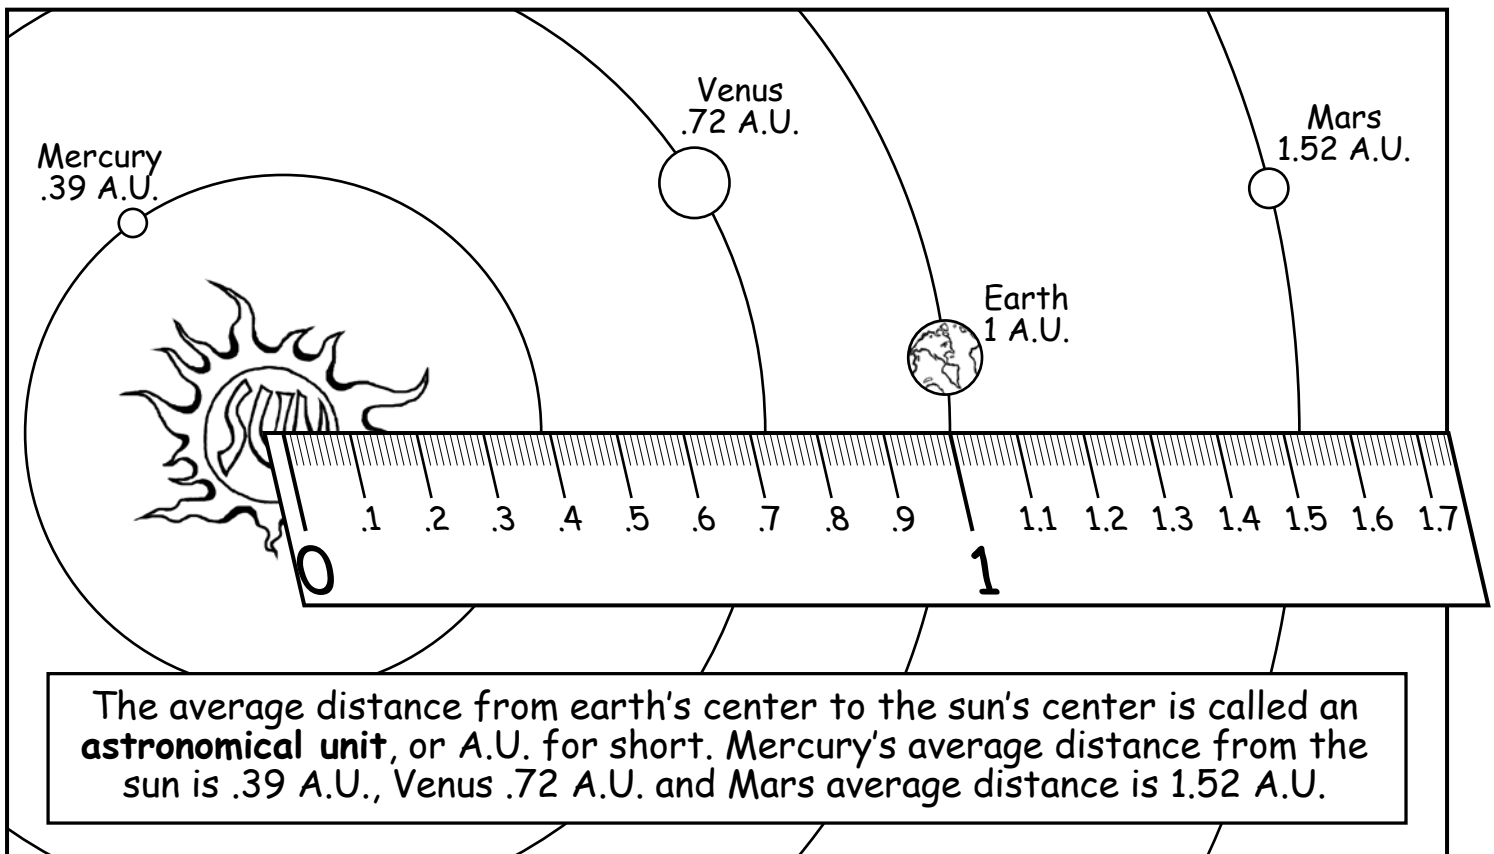 Venus
.72 A.U.
Mars
1.52 A.U.
Mercury
.39 A.U.
Earth
1 A.U.
SUN
.1 .2 .3 .4 .5 .6 .7 .8 .9 1.1 1.2 1.3 1.4 1.5 1.6 1.7
0 1
The average distance from earth's center to the sun's center is called an
astronomical unit, or A.U. for short. Mercury's average distance from the
sun is .39 A.U., Venus .72 A.U. and Mars average distance is 1.52 A.U.